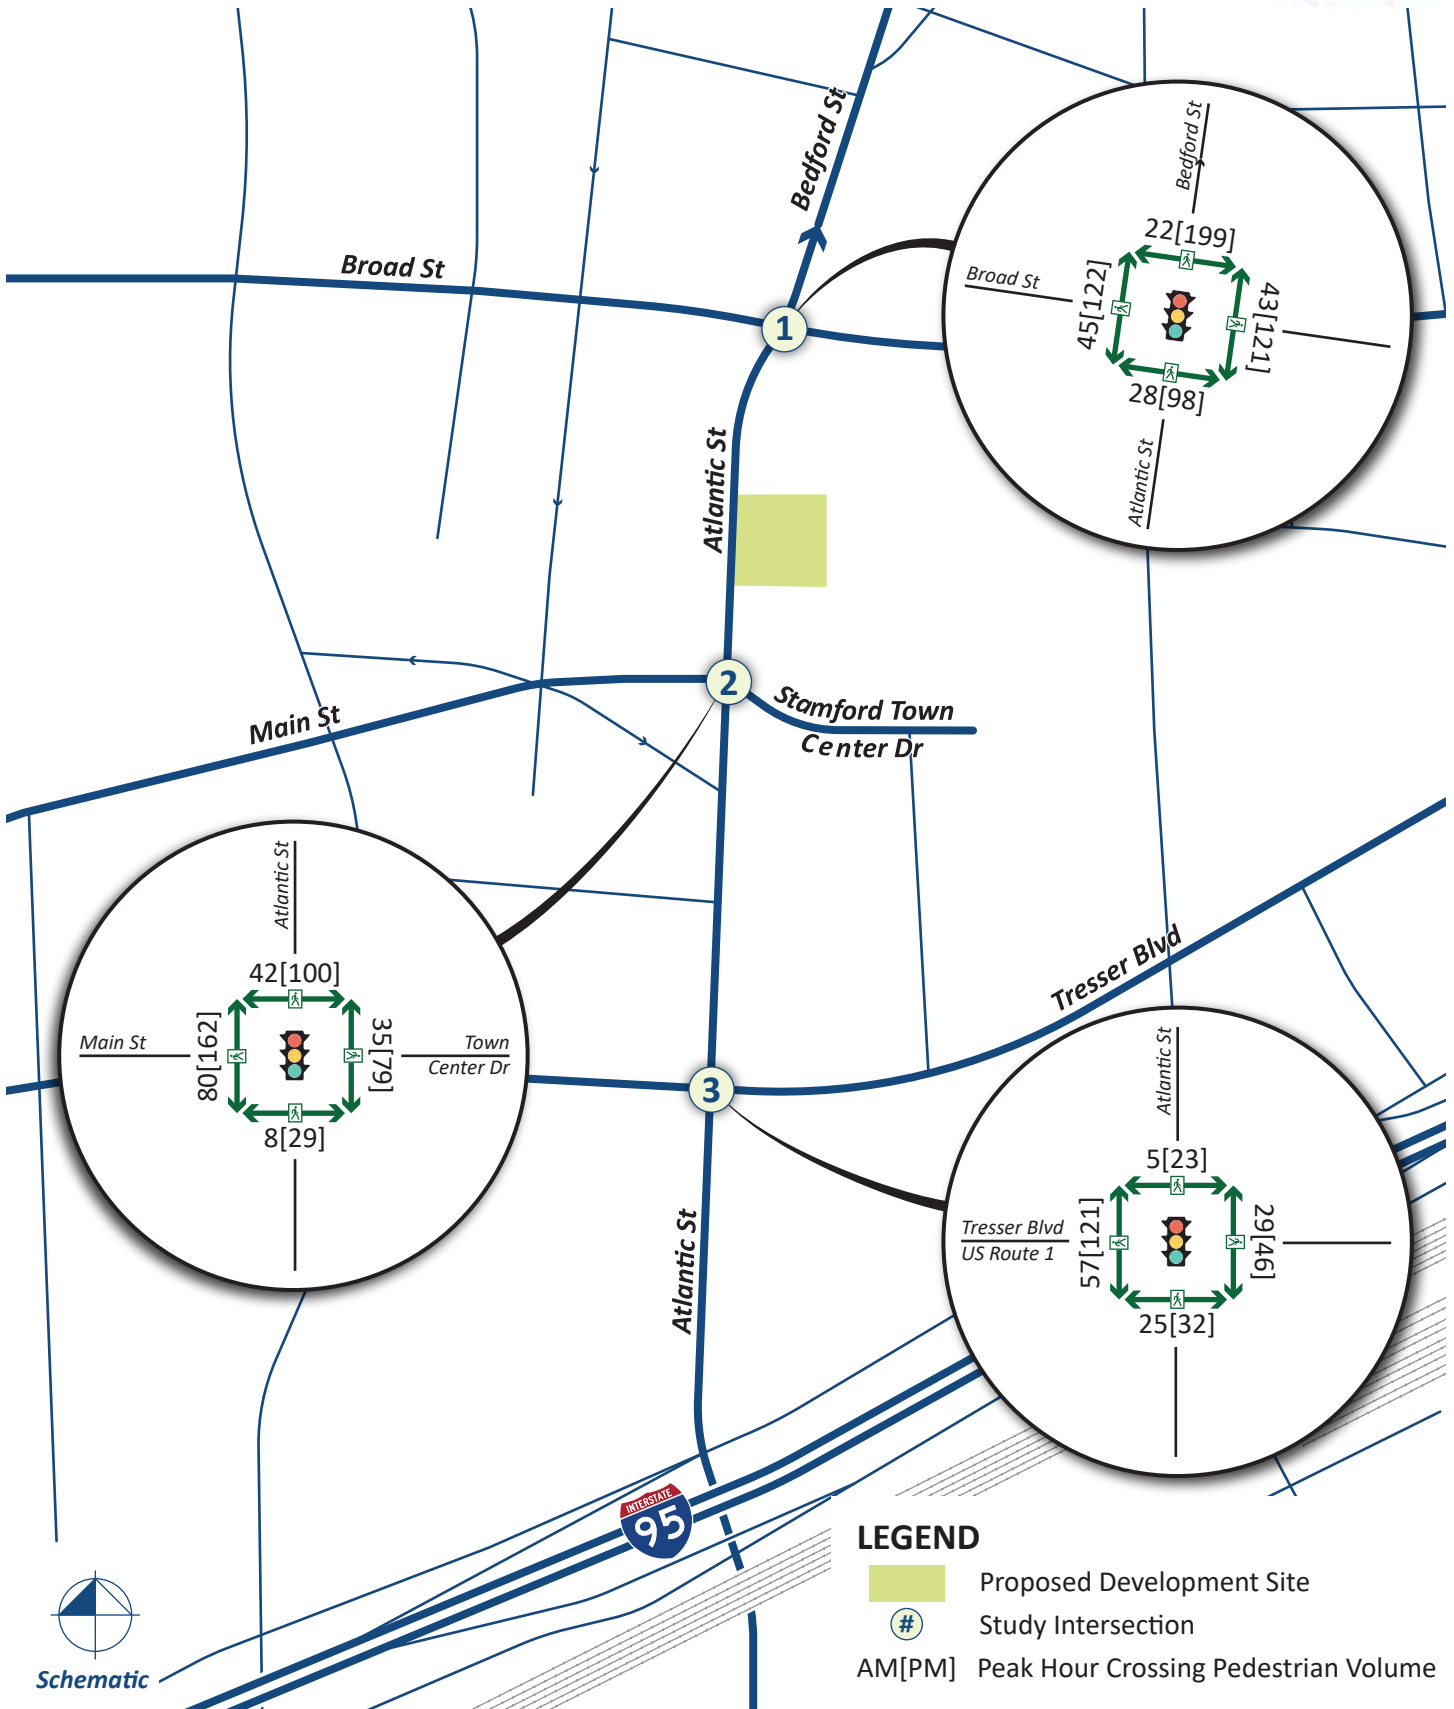 Bedford St
Broad St
1
Atlantic St
Bedford St
22[199]
Broad St
45[122]
43[121]
28[98]
Atlantic St
2
Main St
Stamford Town
Center Dr
Atlantic St
42[100]
Main St
80[162]
35[79]
Town
Center Dr
8[29]
Tresser Blvd
3
Atlantic St
Atlantic St
5[23]
Tresser Blvd
US Route 1
57[121]
29[46]
25[32]
INTERSTATE
95
Schematic
LEGEND
Proposed Development Site
# Study Intersection
AM[PM] Peak Hour Crossing Pedestrian Volume